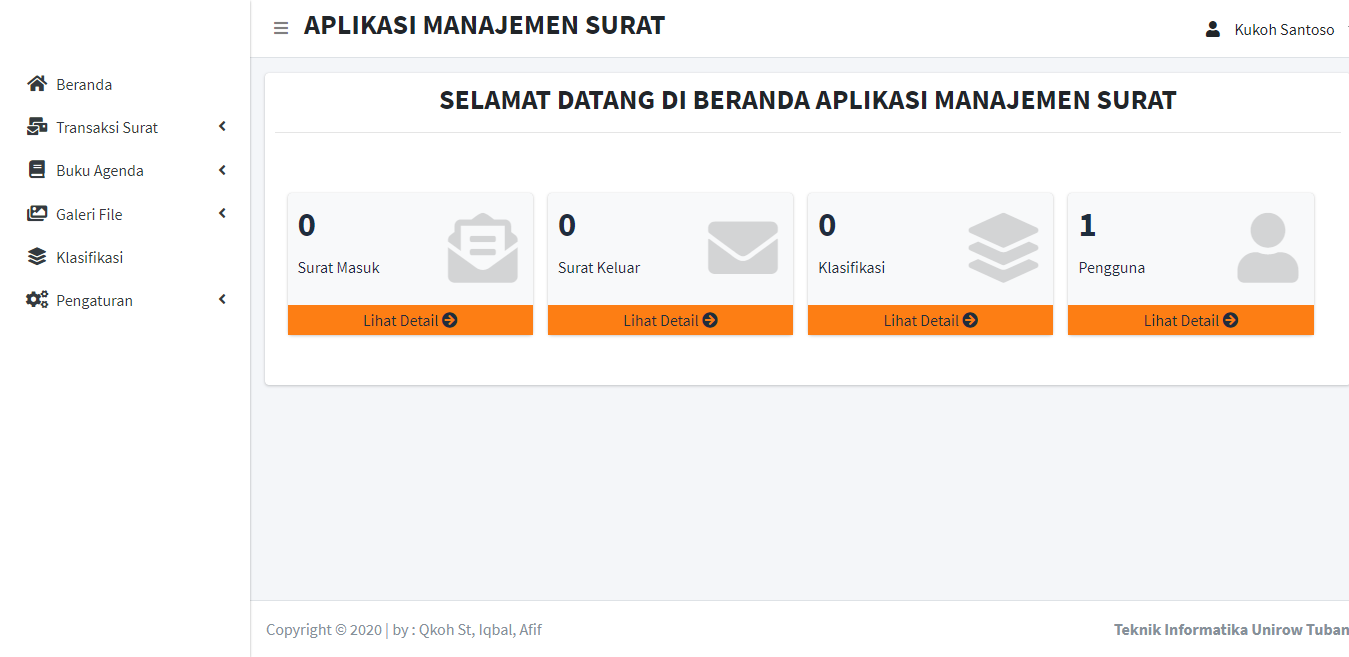 APLIKASI MANAJEMEN SURAT
Kukoh Santoso
Beranda
Transaksi Surat
Buku Agenda
Galeri File
Klasifikasi
Pengaturan
SELAMAT DATANG DI BERANDA APLIKASI MANAJEMEN SURAT
0
Surat Masuk
Lihat Detail
0
Surat Keluar
Lihat Detail
0
Klasifikasi
Lihat Detail
1
Pengguna
Lihat Detail
Copyright © 2020 | by : Qkoh St, Iqbal, Afif
Teknik Informatika Unirow Tuban